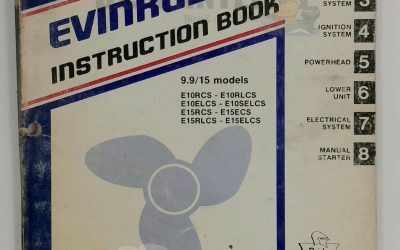 EVINRUDE
INSTRUCTION BOOK
9.9/15 models
E10RCS - E10RLCS
E10ELCS - E10SELCS
E15RCS - E15ECS
E15RLCS - E15ELCS
SYSTEM 3
IGNITION
SYSTEM 4
POWERHEAD 5
LOWER
UNIT 6
ELECTRICAL
SYSTEM 7
MANUAL
STARTER 8